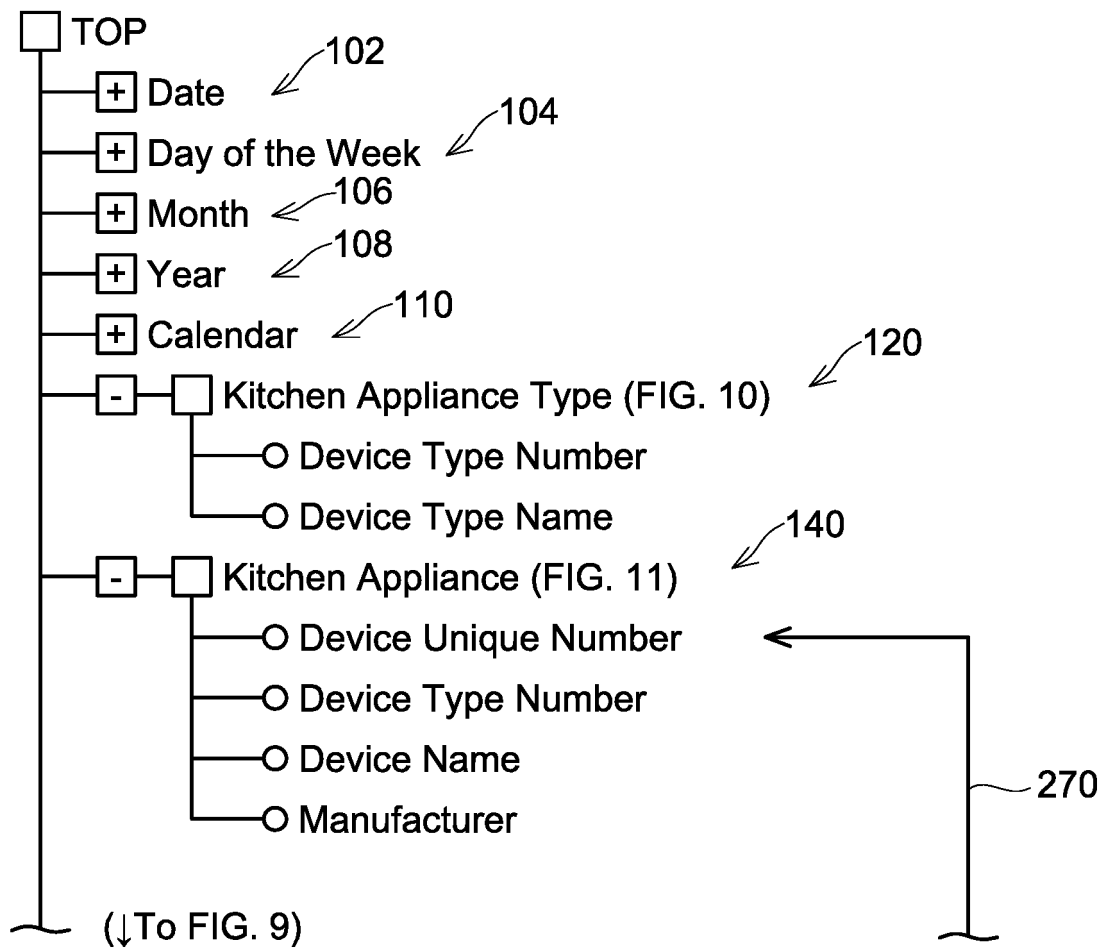 TOP
102
+ Date
104
+ Day of the Week
106
+ Month
108
+ Year
110
+ Calendar
120
- Kitchen Appliance Type (FIG. 10)
Device Type Number
Device Type Name
140
- Kitchen Appliance (FIG. 11)
Device Unique Number
Device Type Number
Device Name
270
Manufacturer
(↓To FIG. 9)